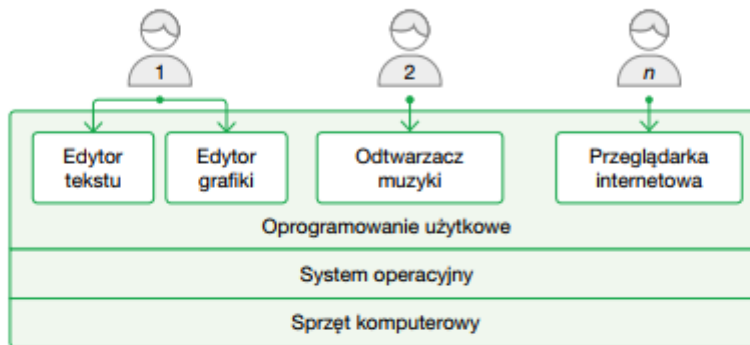 1
2
n
Edytor
tekstu
Edytor
grafiki
Odtwarzacz
muzyki
Przeglądarka
internetowa
Oprogramowanie użytkowe
System operacyjny
Sprzęt komputerowy